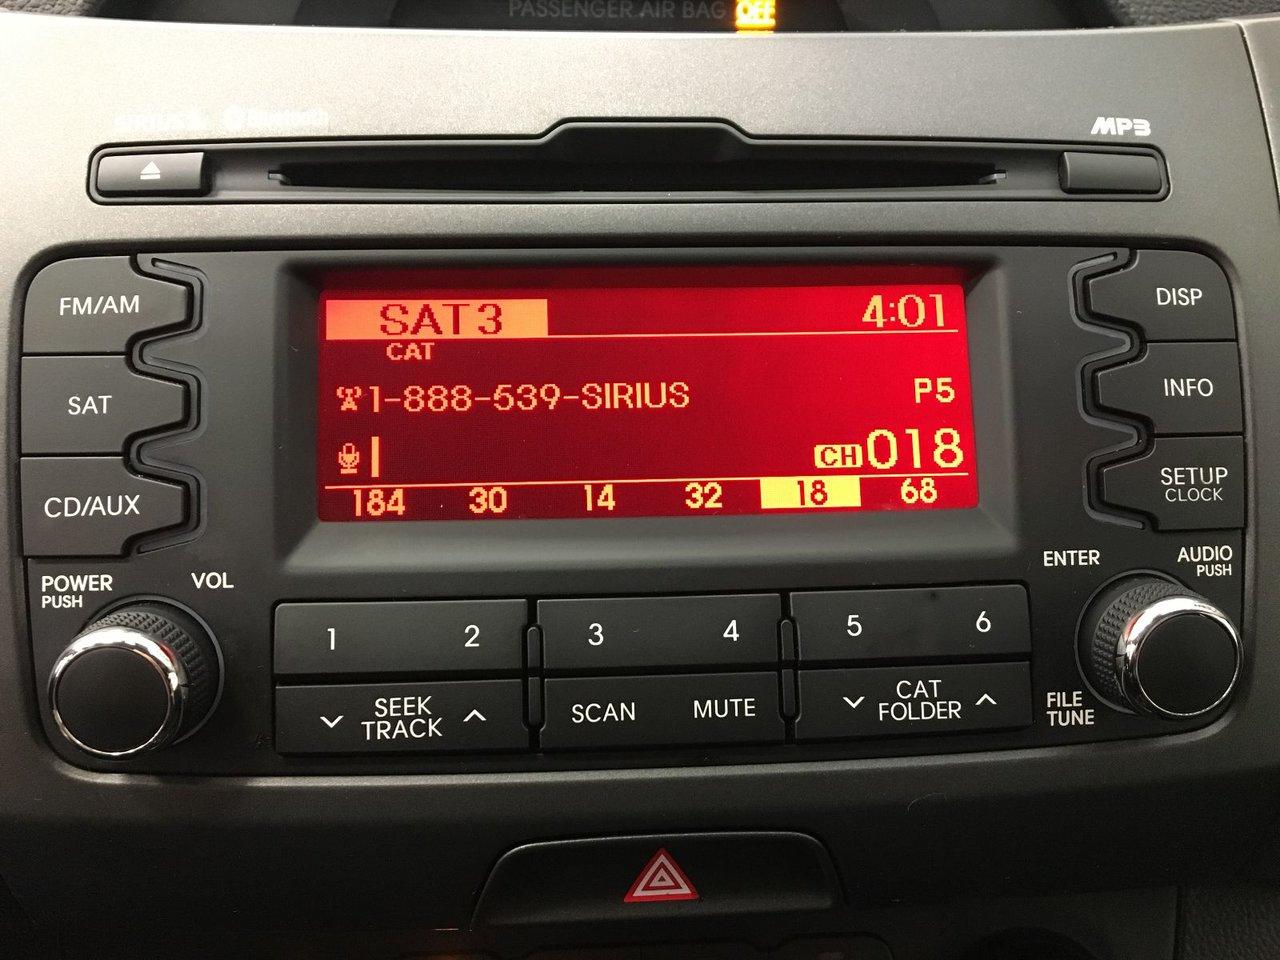 PASSENGER AIR BAG OFF
SIRIUS Bluetooth
MP3
FM/AM
SAT
CD/AUX
SAT3 4:01
CAT
1-888-539-SIRIUS P5
CH 018
184 30 14 32 18 68
DISP
INFO
SETUP
CLOCK
POWER
PUSH
VOL
ENTER
AUDIO
PUSH
1 2 3 4 5 6
SEEK
TRACK
SCAN MUTE
CAT
FOLDER
FILE
TUNE